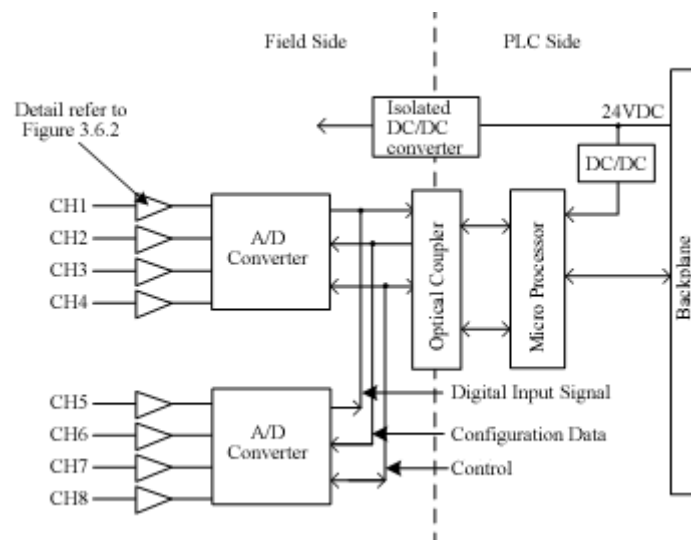 Field Side
PLC Side
Detail refer to
Figure 3.6.2
Isolated
DC/DC
converter
24VDC
DC/DC
CH1
CH2
CH3
CH4
A/D
Converter
Optical Coupler
Micro Processor
Backplane
CH5
CH6
CH7
CH8
A/D
Converter
Digital Input Signal
Configuration Data
Control